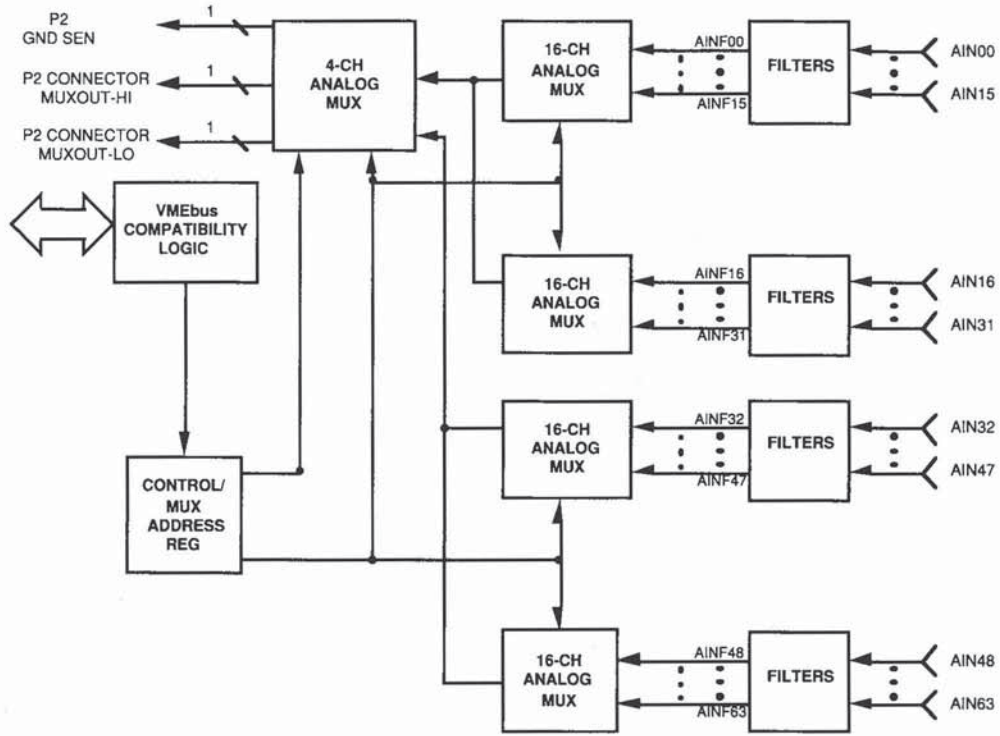 P2
GND SEN
1
P2 CONNECTOR
MUXOUT-HI
1
P2 CONNECTOR
MUXOUT-LO
1
4-CH
ANALOG
MUX
16-CH
ANALOG
MUX
AINF00
AINF15
FILTERS
AIN00
AIN15
VMEbus
COMPATIBILITY
LOGIC
16-CH
ANALOG
MUX
AINF16
AINF31
FILTERS
AIN16
AIN31
16-CH
ANALOG
MUX
AINF32
AINF47
FILTERS
AIN32
AIN47
CONTROL/
MUX
ADDRESS
REG
16-CH
ANALOG
MUX
AINF48
AINF63
FILTERS
AIN48
AIN63